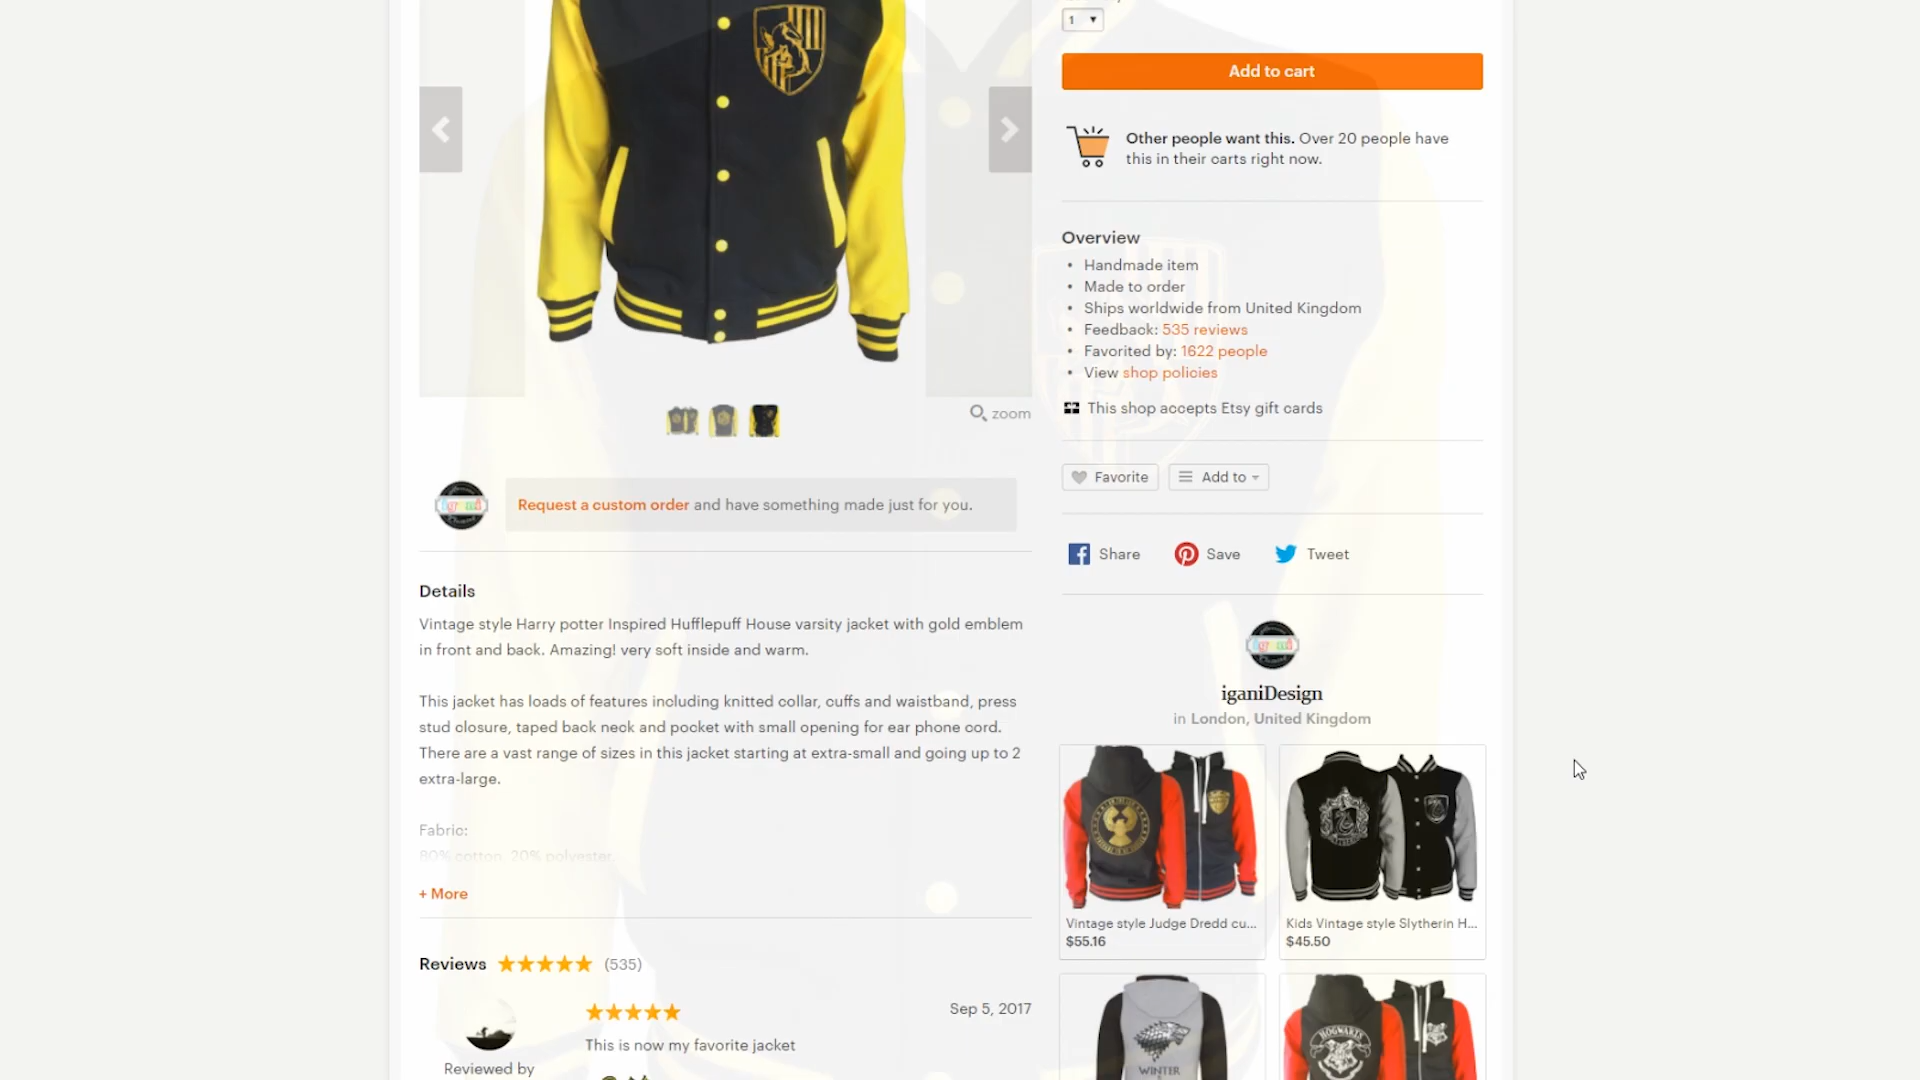 1
Add to cart
Other people want this. Over 20 people have
this in their carts right now.
Overview
• Handmade item
• Made to order
• Ships worldwide from United Kingdom
• Feedback: 535 reviews
• Favorited by: 1622 people
• View shop policies
This shop accepts Etsy gift cards
Favorite
Add to
Share
Save
Tweet
iganiDesign
in London, United Kingdom
Vintage style Judge Dredd cu...
$55.16
Kids Vintage style Slytherin H...
$45.50
WINTER
HOGWARTS
zoom
Request a custom order and have something made just for you.
Details
Vintage style Harry potter Inspired Hufflepuff House varsity jacket with gold emblem
in front and back. Amazing! very soft inside and warm.
This jacket has loads of features including knitted collar, cuffs and waistband, press
stud closure, taped back neck and pocket with small opening for ear phone cord.
There are a vast range of sizes in this jacket starting at extra-small and going up to 2
extra-large.
Fabric:
80% cotton, 20% polyester
+ More
Reviews
(535)
Sep 5, 2017
This is now my favorite jacket
Reviewed by